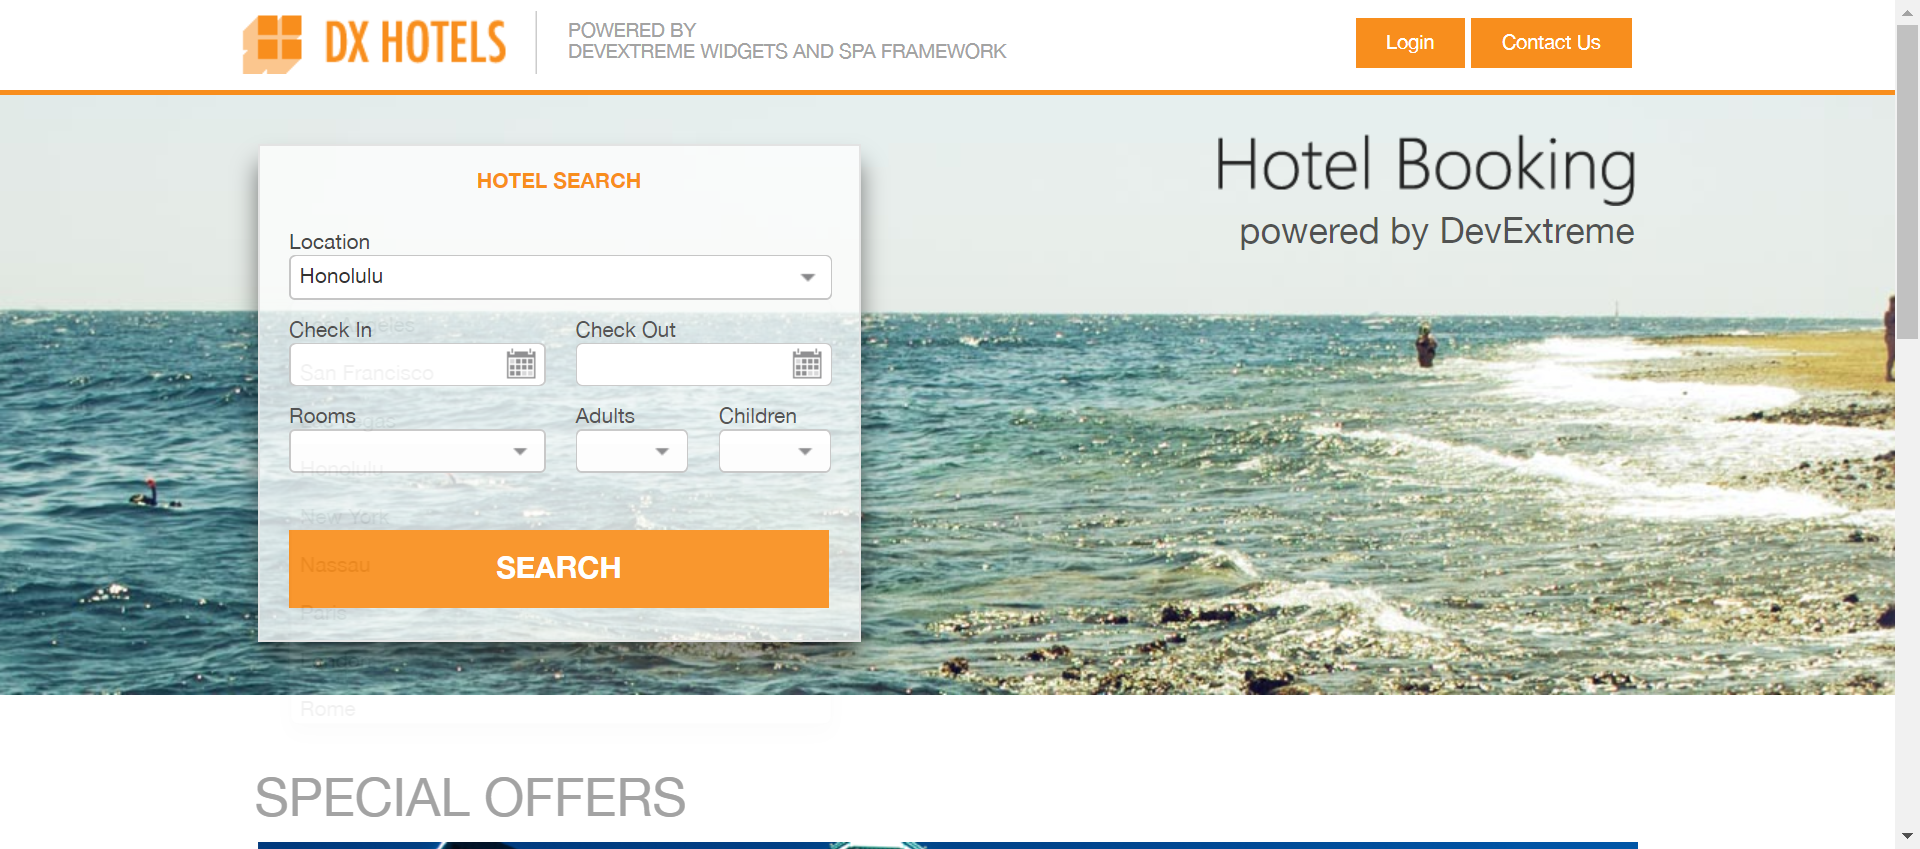 DX HOTELS
POWERED BY
DEVEXTREME WIDGETS AND SPA FRAMEWORK
Login
Contact Us
Hotel Booking
powered by DevExtreme
HOTEL SEARCH
Location
Honolulu
Check In
Check Out
San Francisco
Rooms
Adults
Children
Honolulu
New York
SEARCH
Nassau
Paris
Rome
SPECIAL OFFERS